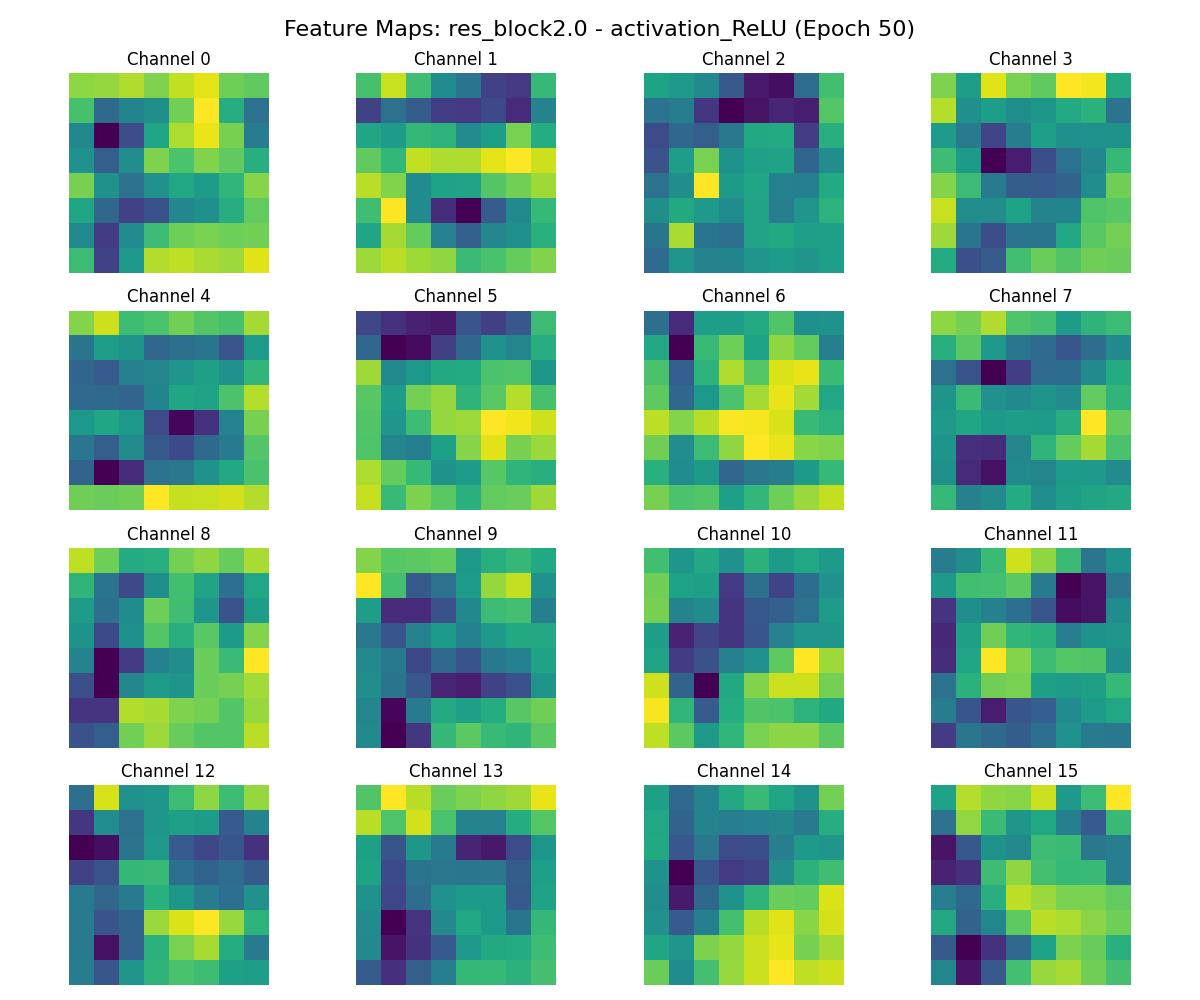 Feature Maps: res_block2.0 - activation_ReLU (Epoch 50)
Channel 0
Channel 1
Channel 2
Channel 3
Channel 4
Channel 5
Channel 6
Channel 7
Channel 8
Channel 9
Channel 10
Channel 11
Channel 12
Channel 13
Channel 14
Channel 15